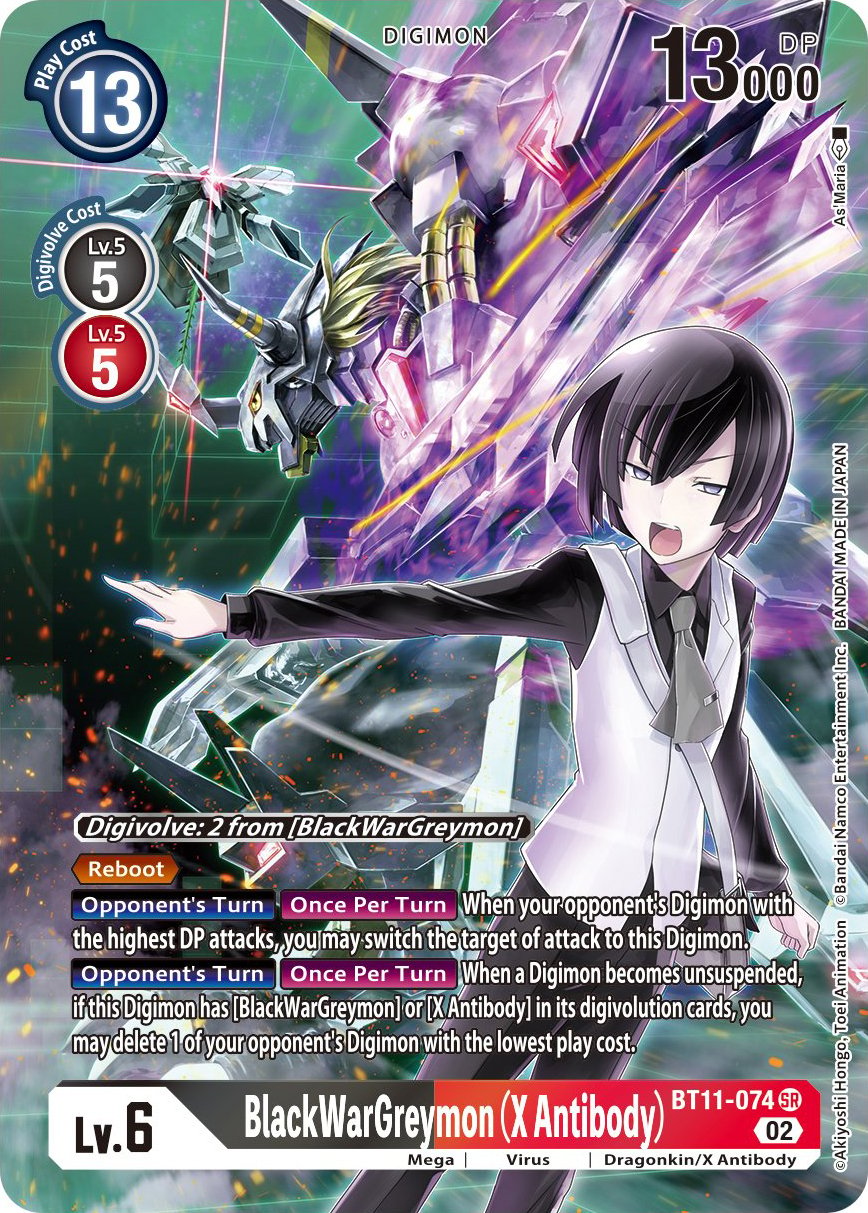 DIGIMON
Play Cost
13
13000
DP
As'Maria
Digivolve Cost
Lv.5
5
Lv.5
5
Digivolve: 2 from [BlackWarGreymon]
Reboot
Opponent's Turn Once Per Turn When your opponent's Digimon with
the highest DP attacks, you may switch the target of attack to this Digimon.
Opponent's Turn Once Per Turn When a Digimon becomes unsuspended,
if this Digimon has [BlackWarGreymon] or [X Antibody] in its digivolution cards, you
may delete 1 of your opponent's Digimon with the lowest play cost.
Lv.6
BlackWarGreymon (X Antibody)
BT11-074 SR
02
Mega | Virus | Dragonkin/X Antibody
©Akiyoshi Hongo, Toei Animation ©Bandai Namco Entertainment Inc. BANDAI MADE IN JAPAN